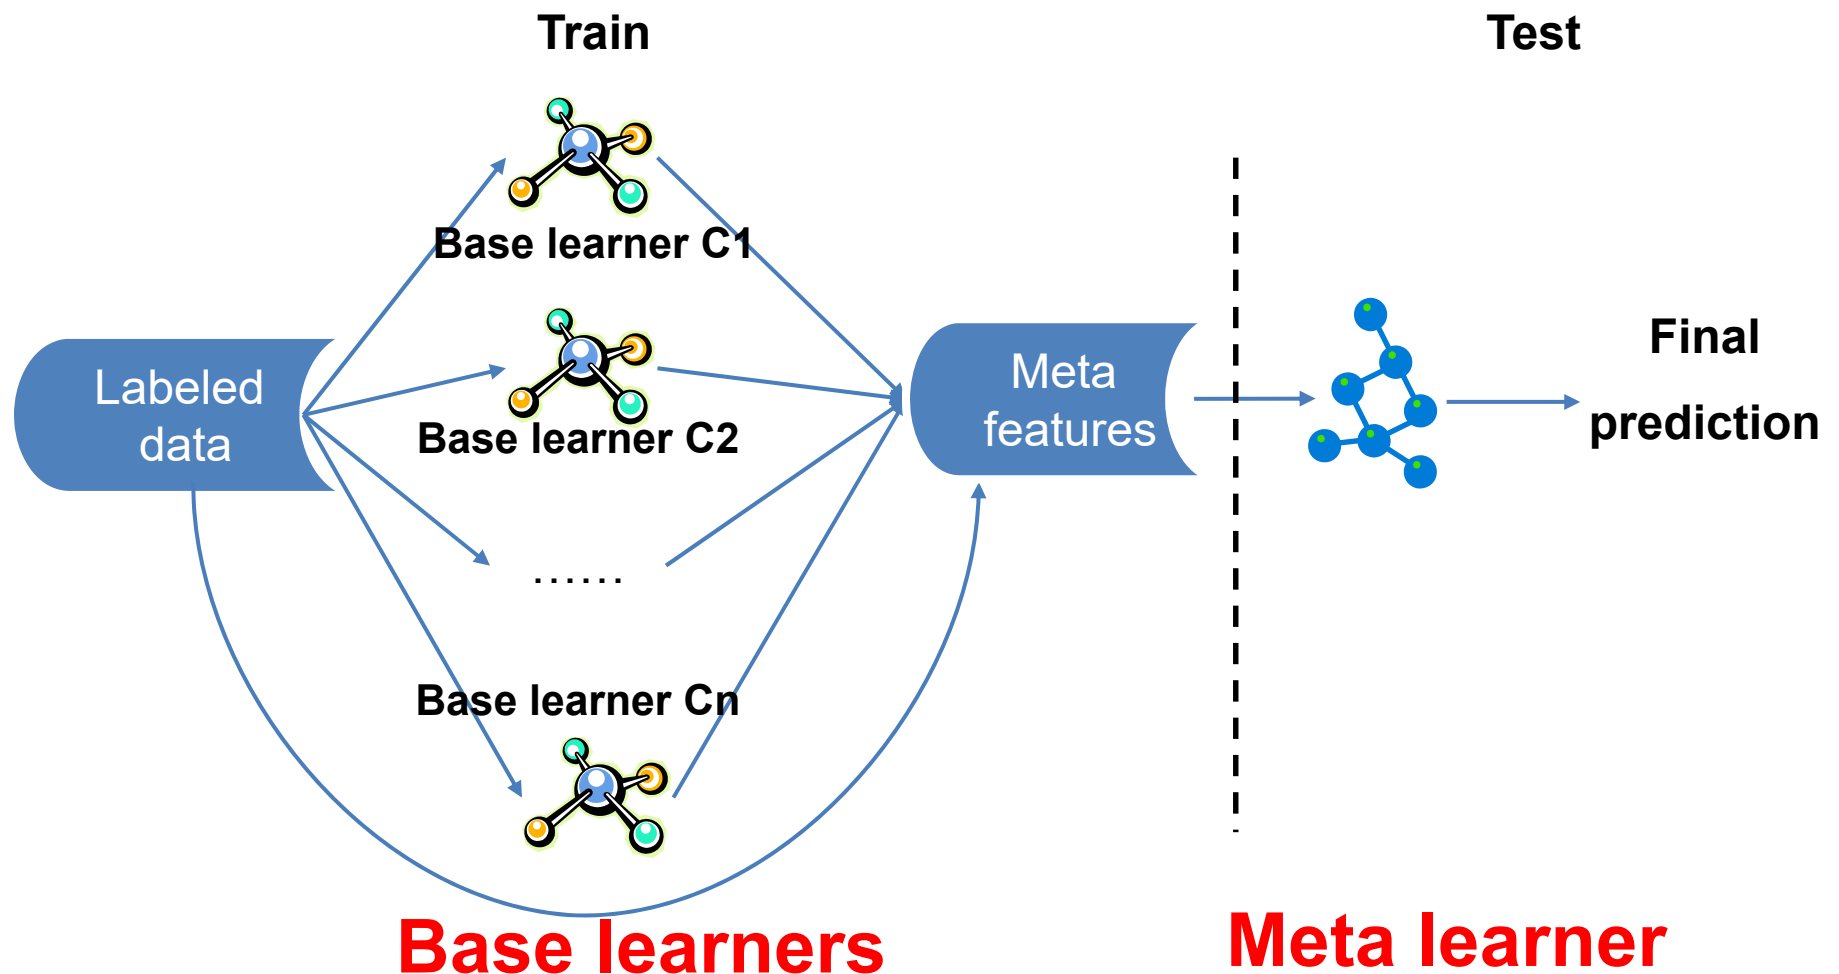 Train
Test
Base learner C1
Labeled
data
Base learner C2
Meta
features
Final
prediction
......
Base learner Cn
Base learners
Meta learner